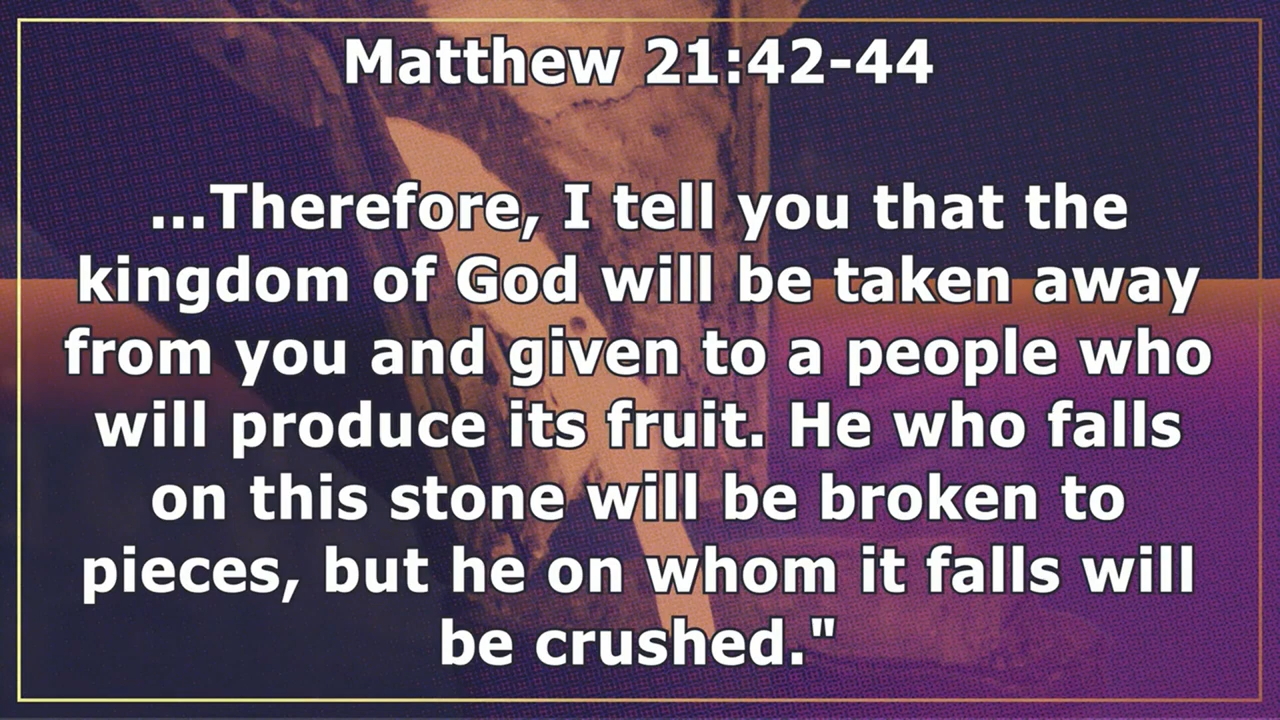 Matthew 21:42-44
...Therefore, I tell you that the
kingdom of God will be taken away
from you and given to a people who
will produce its fruit. He who falls
on this stone will be broken to
pieces, but he on whom it falls will
be crushed."